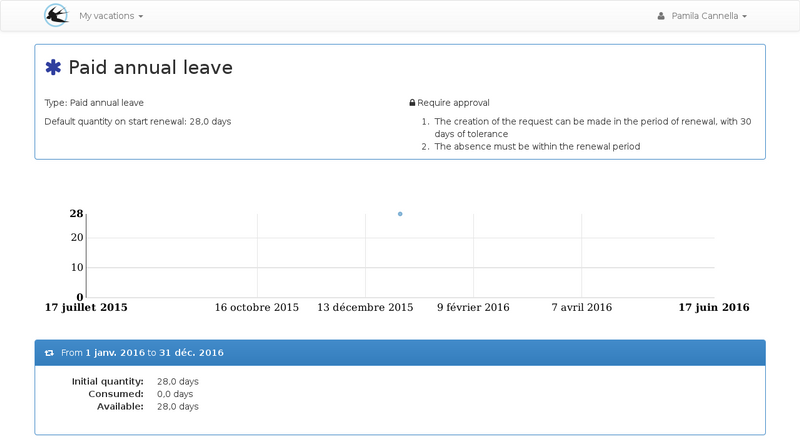 My vacations
Pamila Cannella
Paid annual leave
Type: Paid annual leave
Default quantity on start renewal: 28,0 days
Require approval
1. The creation of the request can be made in the period of renewal, with 30
days of tolerance
2. The absence must be within the renewal period
28
20
10
0
17 juillet 2015
16 octobre 2015
13 décembre 2015
9 février 2016
7 avril 2016
17 juin 2016
From 1 janv. 2016 to 31 déc. 2016
Initial quantity: 28,0 days
Consumed: 0,0 days
Available: 28,0 days